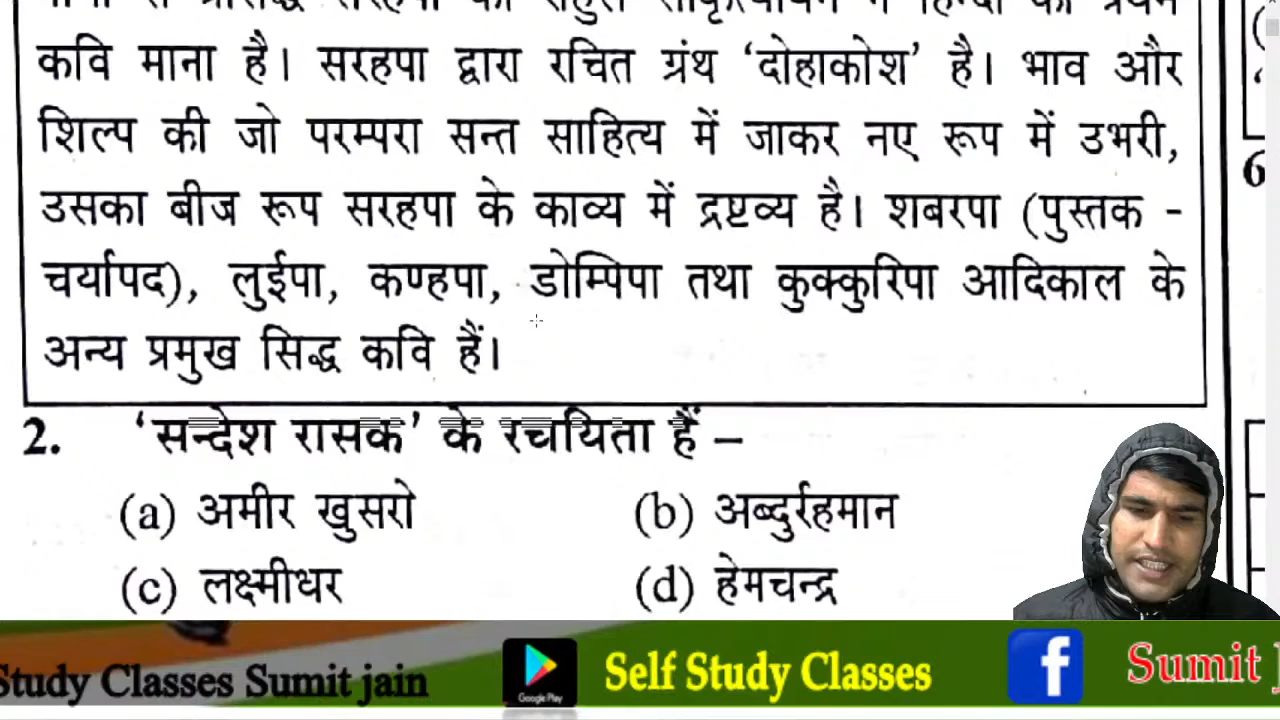 कवि माना है। सरहपा द्वारा रचित ग्रंथ ‘दोहाकोश’ है। भाव और
शिल्प की जो परम्परा सन्त साहित्य में जाकर नए रूप में उभरी,
उसका बीज रूप सरहपा के काव्य में द्रष्टव्य है। शबरपा (पुस्तक -
चर्यापद), लुईपा, कण्हपा, डोम्पिपा तथा कुक्कुरिपा आदिकाल के
अन्य प्रमुख सिद्ध कवि हैं।
2. ‘सन्देश रासक’ के रचयिता हैं –
(a) अमीर खुसरो (b) अब्दुर्रहमान
(c) लक्ष्मीधर (d) हेमचन्द्र
6
Study Classes Sumit jain Google Play Self Study Classes f Sumit J